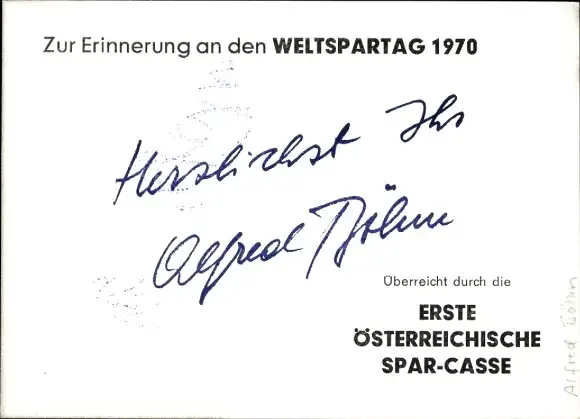 Zur Erinnerung an den WELTSPARTAG 1970
Herzlichst Ihr
Alfred Böhm
Überreicht durch die
ERSTE
ÖSTERREICHISCHE
SPAR-CASSE
Alfred Böhm